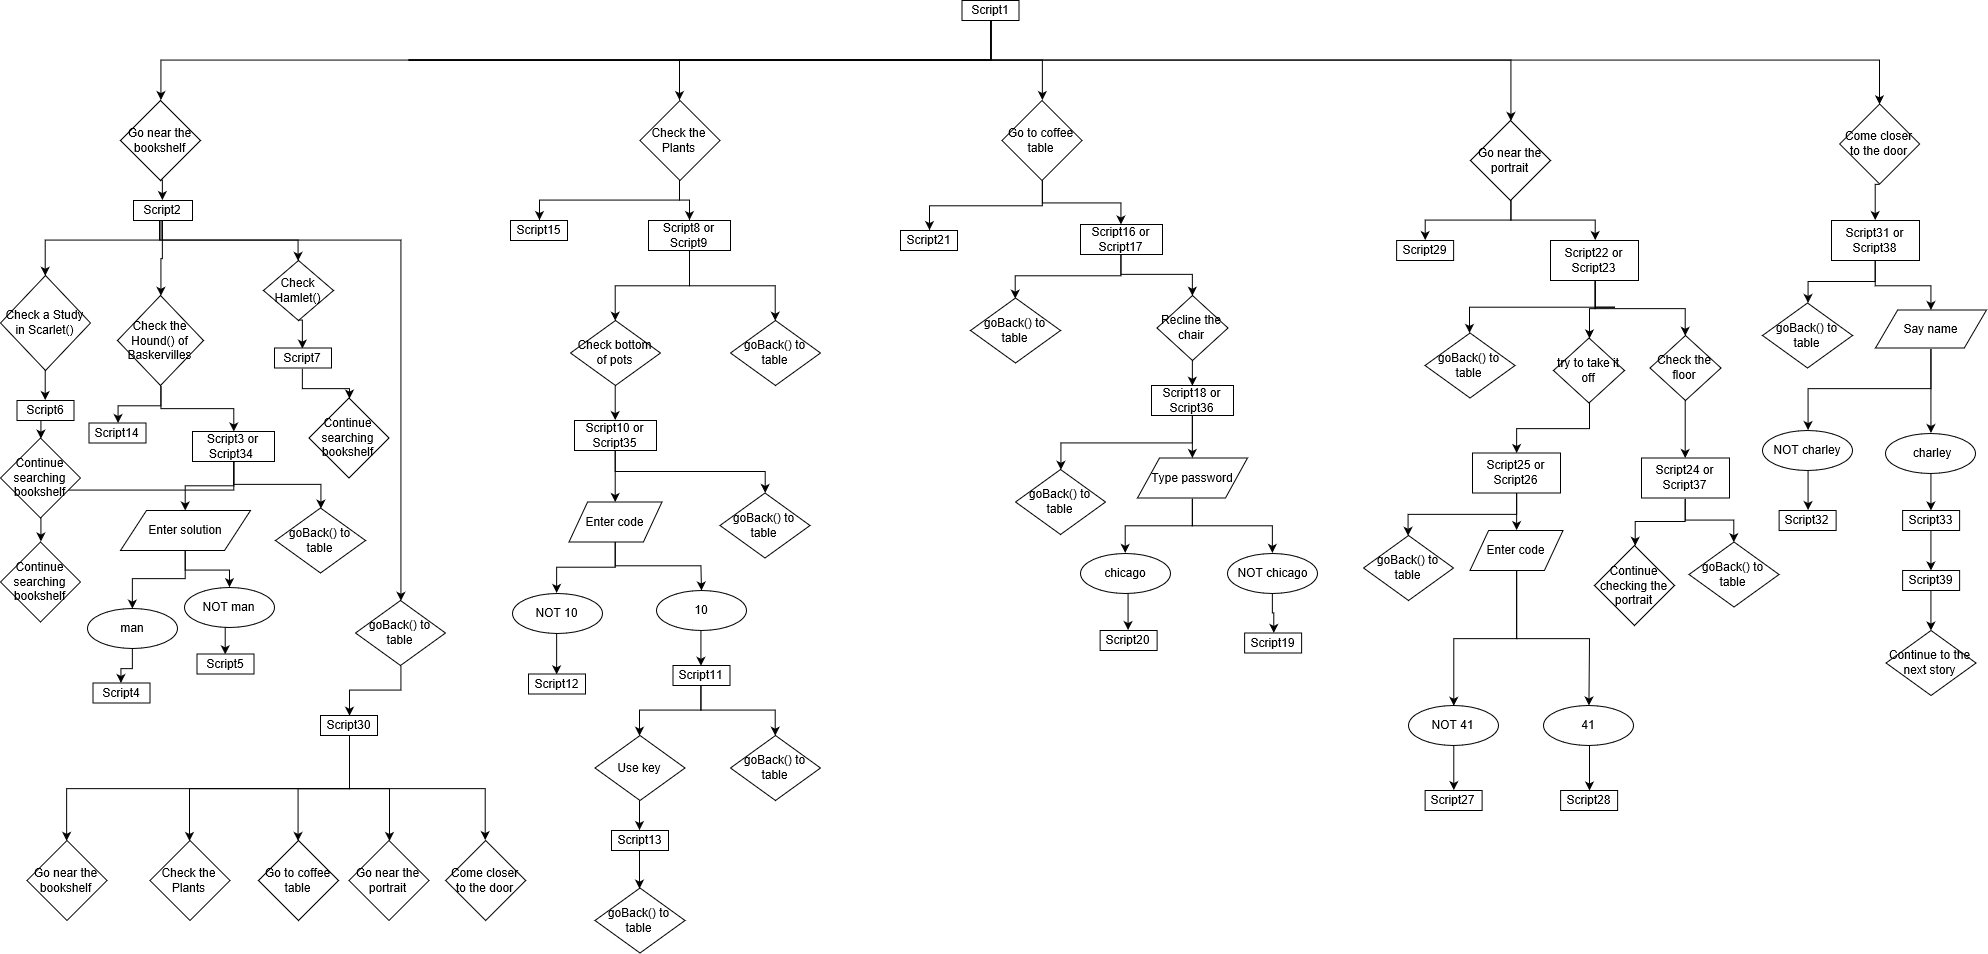 Script1
Go near the
bookshelf
Check the
Plants
Go to coffee
table
Go near the
portrait
Come closer
to the door
Script2
Script15
Script8 or
Script9
Script21
Script16 or
Script17
Script29
Script22 or
Script23
Script31 or
Script38
Check a Study
in Scarlet()
Check the
Hound() of
Baskervilles
Check
Hamlet()
Script7
Script6
Script14
Script3 or
Script34
Continue
searching
bookshelf
Continue
searching
bookshelf
Enter solution
goBack() to
table
Continue
searching
bookshelf
man
NOT man
Script4
Script5
goBack() to
table
Script30
Go near the
bookshelf
Check the
Plants
Go to coffee
table
Go near the
portrait
Come closer
to the door
Check bottom
of pots
goBack() to
table
Script10 or
Script35
Enter code
goBack() to
table
NOT 10
10
Script12
Script11
Use key
goBack() to
table
Script13
goBack() to
table
goBack() to
table
Recline the
chair
Script18 or
Script36
goBack() to
table
Type password
chicago
NOT chicago
Script20
Script19
goBack() to
table
try to take it
off
Check the
floor
Script25 or
Script26
Script24 or
Script37
goBack() to
table
Enter code
Continue
checking the
portrait
goBack() to
table
NOT 41
41
Script27
Script28
goBack() to
table
Say name
NOT charley
charley
Script32
Script33
Script39
Continue to the
next story